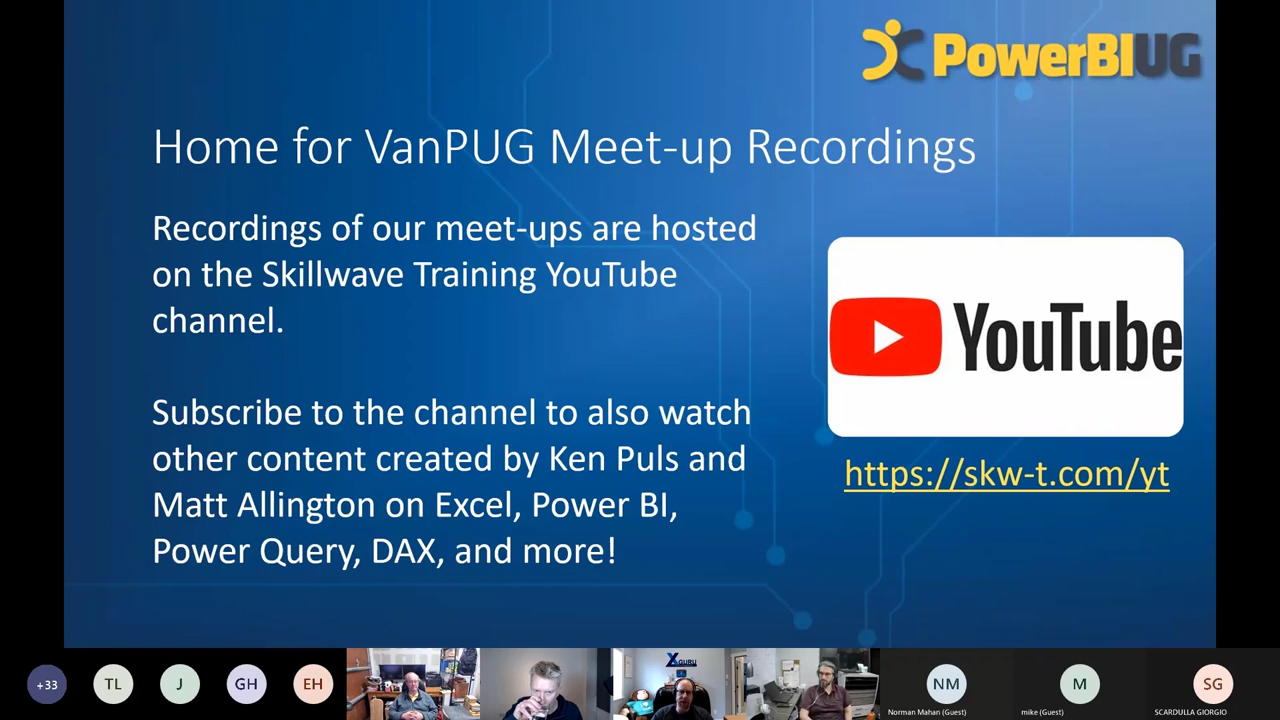 PowerBIUG
Home for VanPUG Meet-up Recordings
Recordings of our meet-ups are hosted
on the Skillwave Training YouTube
channel.
Subscribe to the channel to also watch
other content created by Ken Puls and
Matt Allington on Excel, Power BI,
Power Query, DAX, and more!
YouTube
https://skw-t.com/yt
+33
TL
J
GH
EH
GURU
NM
M
SG
Norman Mahan (Guest)
mike (Guest)
SCARDULLA GIORGIO